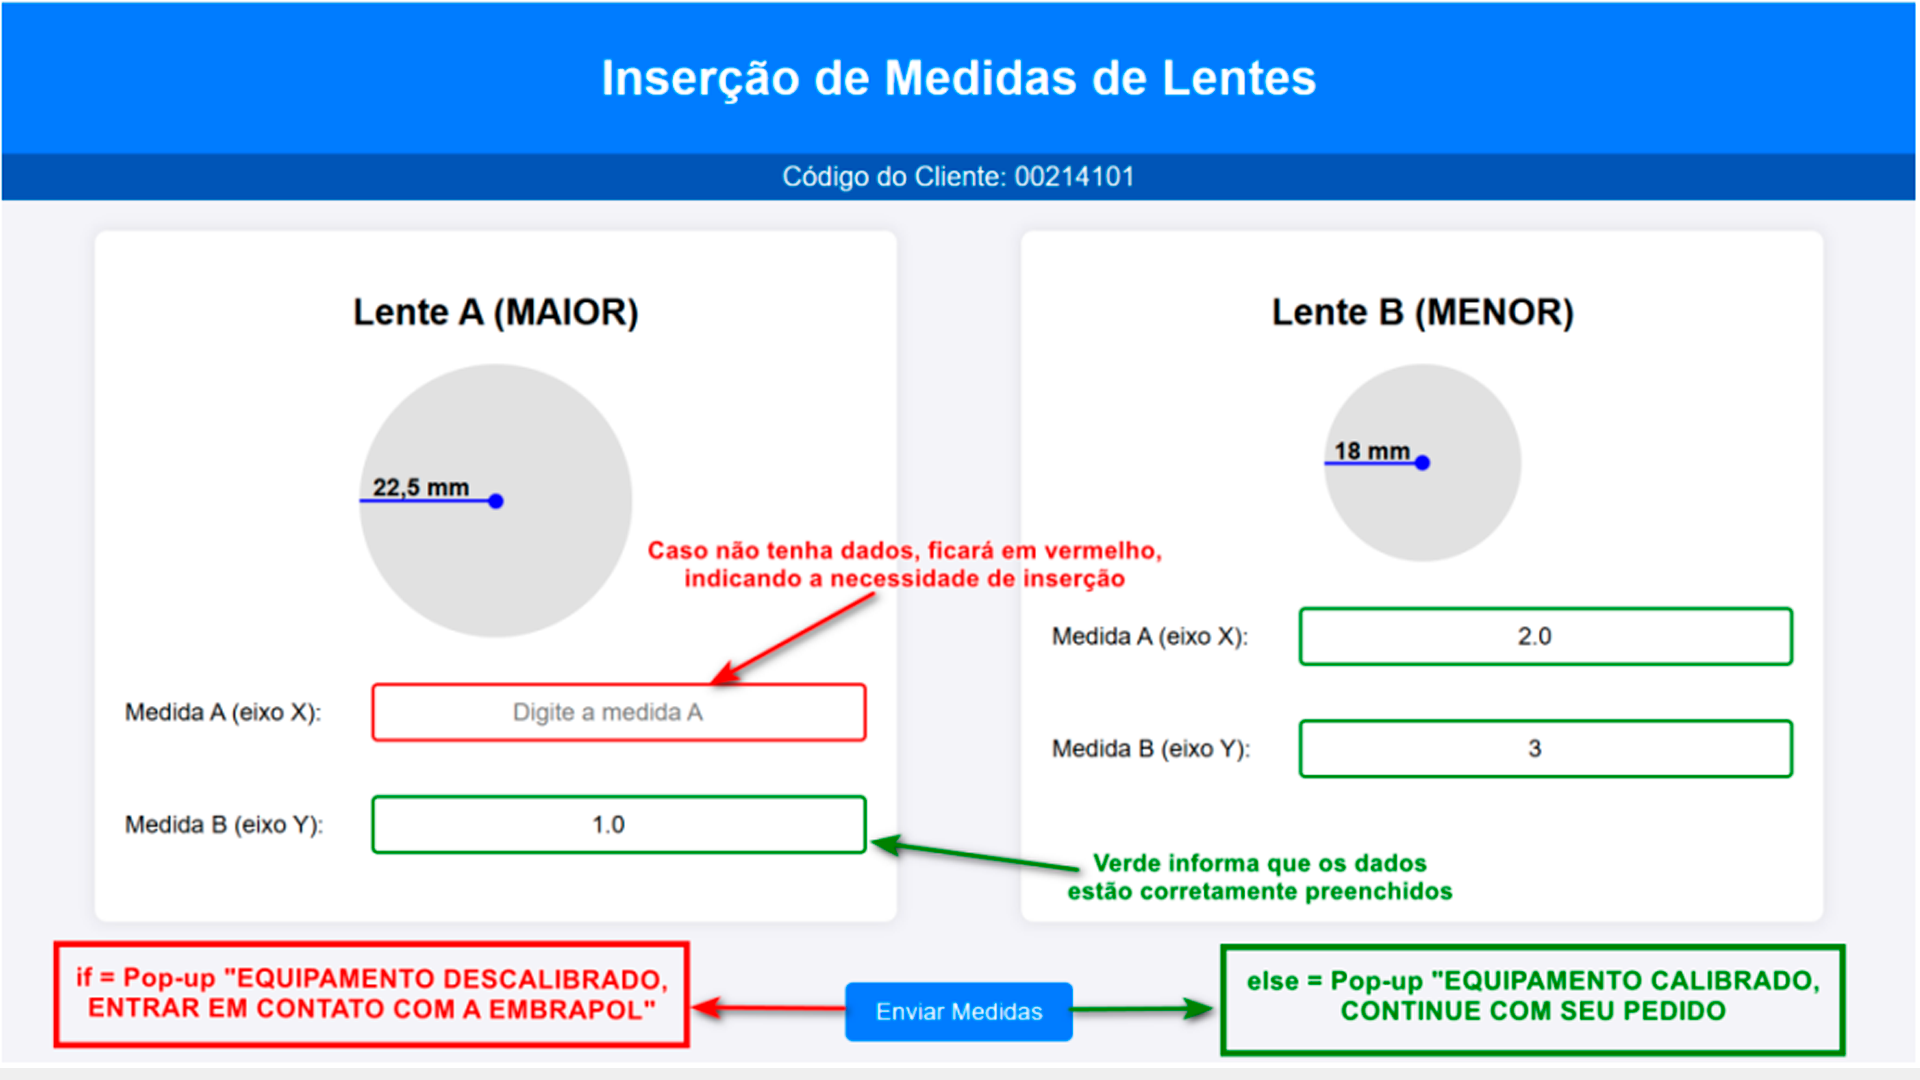 Inserção de Medidas de Lentes
Código do Cliente: 00214101
Lente A (MAIOR)
22,5 mm
Medida A (eixo X):
Digite a medida A
Medida B (eixo Y):
1.0
Caso não tenha dados, ficará em vermelho,
indicando a necessidade de inserção
Lente B (MENOR)
18 mm
Medida A (eixo X):
2.0
Medida B (eixo Y):
3
Verde informa que os dados
estão corretamente preenchidos
if = Pop-up "EQUIPAMENTO DESCALIBRADO,
ENTRAR EM CONTATO COM A EMBRAPOL"
Enviar Medidas
else = Pop-up "EQUIPAMENTO CALIBRADO,
CONTINUE COM SEU PEDIDO